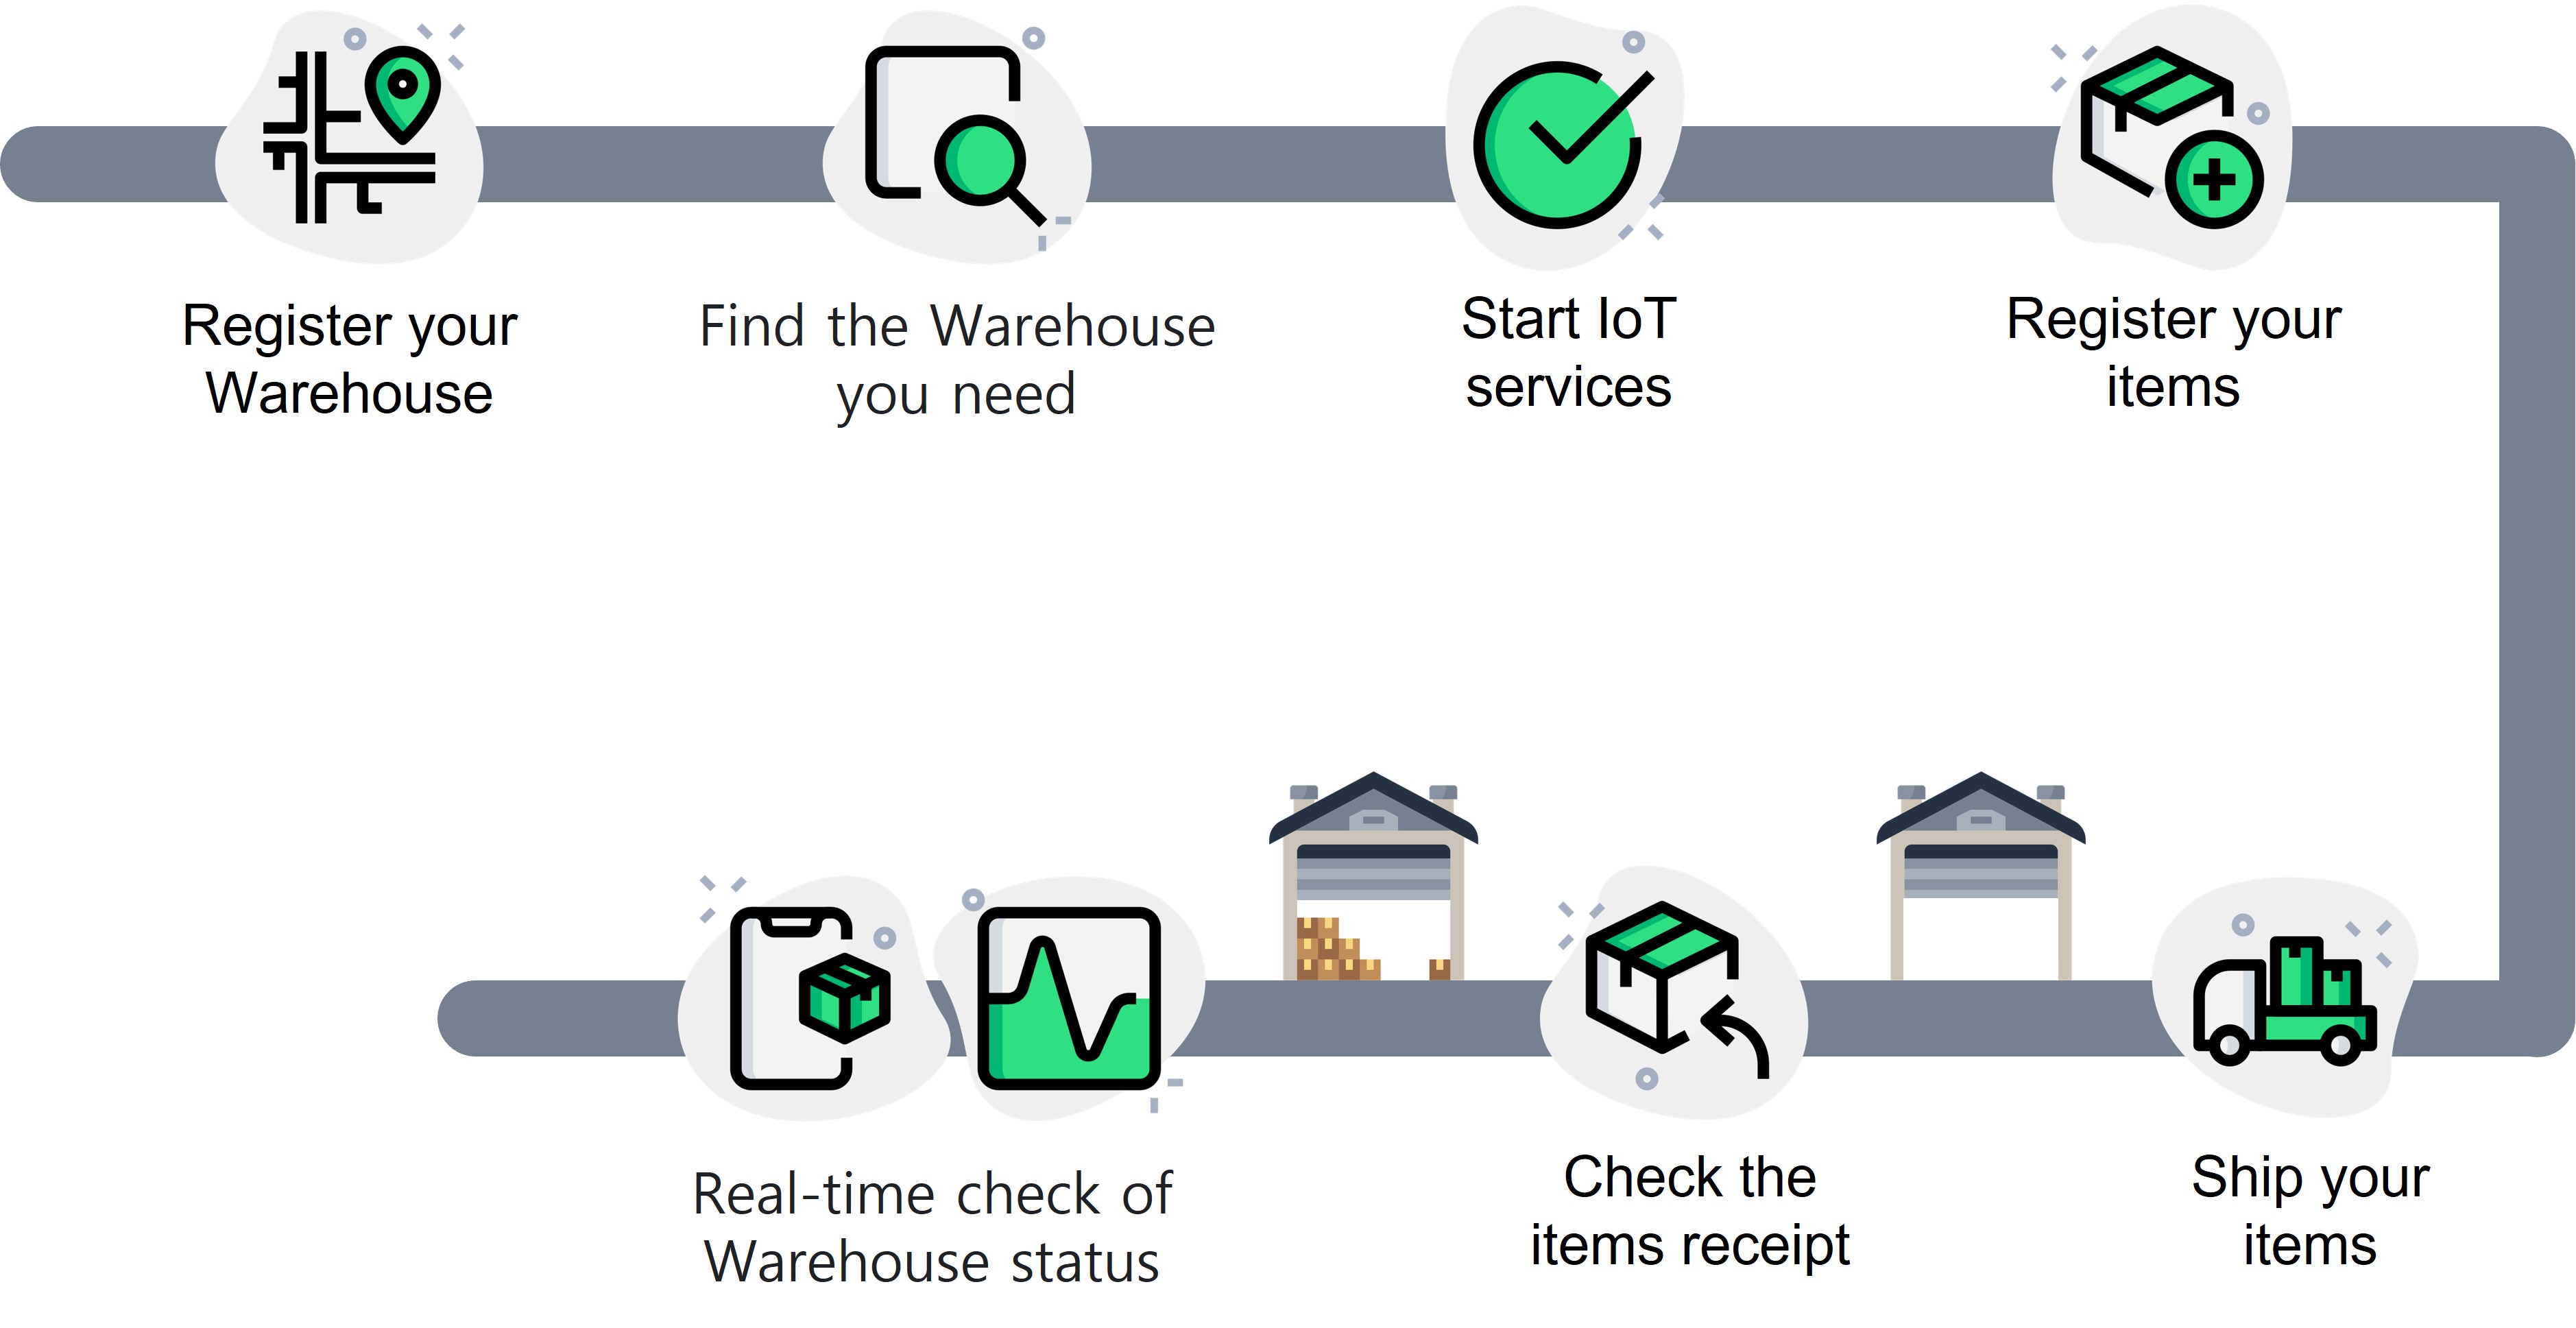 Register your
Warehouse
Find the Warehouse
you need
Start IoT
services
Register your
items
Real-time check of
Warehouse status
Check the
items receipt
Ship your
items